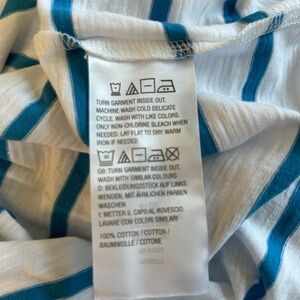 TURN GARMENT INSIDE OUT.
MACHINE WASH COLD DELICATE
CYCLE. WASH WITH LIKE COLORS.
ONLY NON-CHLORINE BLEACH WHEN
NEEDED. LAY FLAT TO DRY. WARM
IRON IF NEEDED
GB: TURN GARMENT INSIDE OUT.
WASH WITH SIMILAR COLOURS
D: BEKLEIDUNGSSTÜCK AUF LINKS
WENDEN. MIT ÄHNLICHEN FARBEN
WASCHEN
I: METTER IL CAPO AL ROVESCIO.
LAVARE CON COLORI SIMILARI
100% COTTON / COTTON /
BAUMWOLLE / COTONE